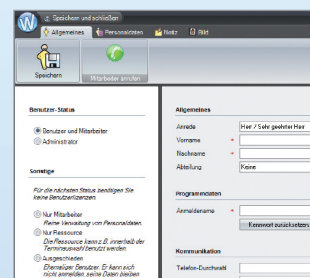 Speichern und schließen
Allgemeines Personaldaten Notiz Bild
Speichern
Mitarbeiter anrufen
Benutzer-Status
Benutzer und Mitarbeiter
Administrator
Sonstige
Für die nächsten Status benötigen Sie
keine Benutzerlizenzen.
Nur Mitarbeiter
Reine Verwaltung von Personaldaten.
Nur Ressource
Die Ressource kann z.B. innerhalb der
Terminauswahl benutzt werden.
Ausgeschieden
Ehemaliger Benutzer. Er kann sich
nicht anmelden, seine Daten bleiben
Allgemeines
Anrede Herr / Sehr geehrter Herr
Vorname *
Nachname *
Abteilung Keine
Programmdaten
Anmeldename *
Kennwort zurücksetzen
Kommunikation
Telefon-Durchwahl